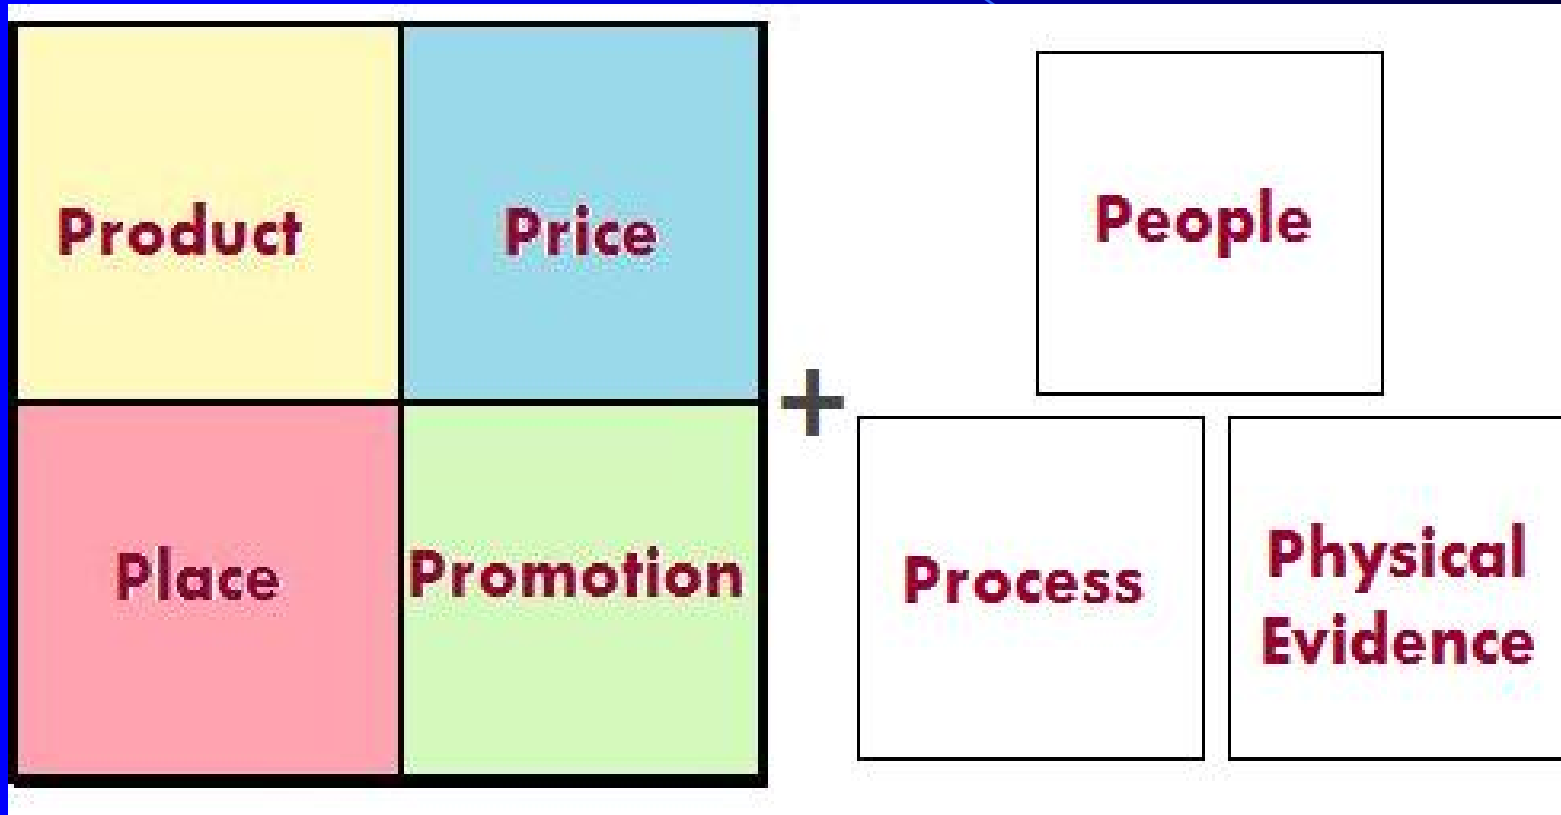 Product
Price
Place
Promotion
+
People
Process
Physical
Evidence